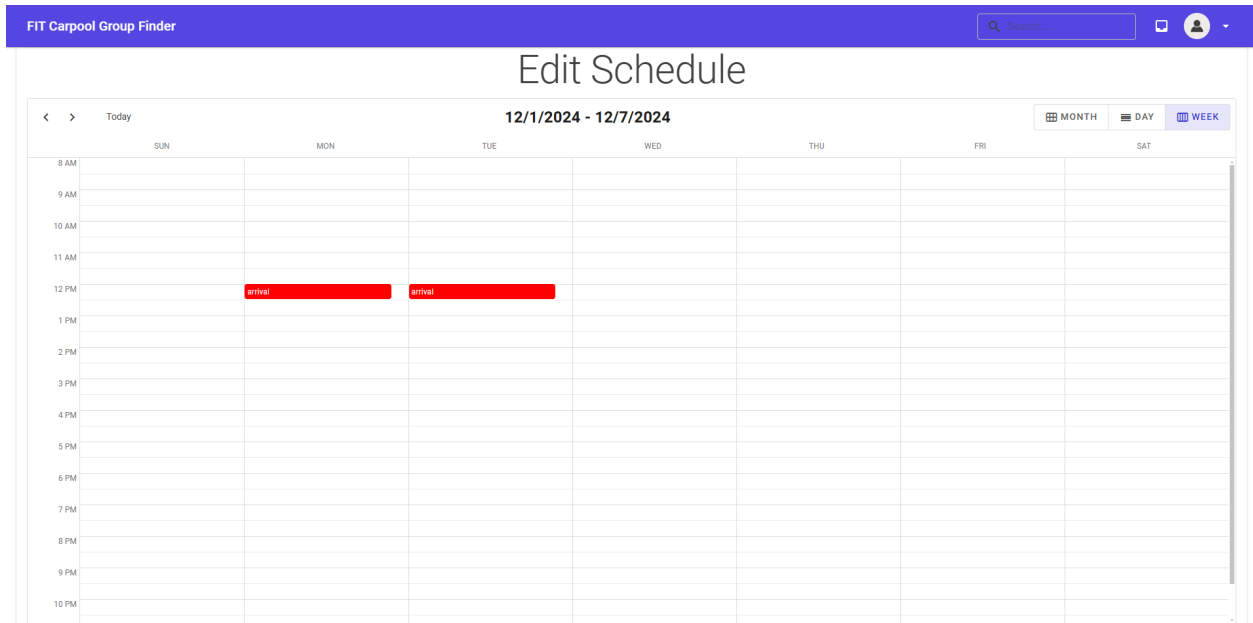 FIT Carpool Group Finder
Search...
Edit Schedule
Today
12/1/2024 - 12/7/2024
MONTH
DAY
WEEK
SUN MON TUE WED THU FRI SAT
8 AM
9 AM
10 AM
11 AM
12 PM
arrival arrival
1 PM
2 PM
3 PM
4 PM
5 PM
6 PM
7 PM
8 PM
9 PM
10 PM